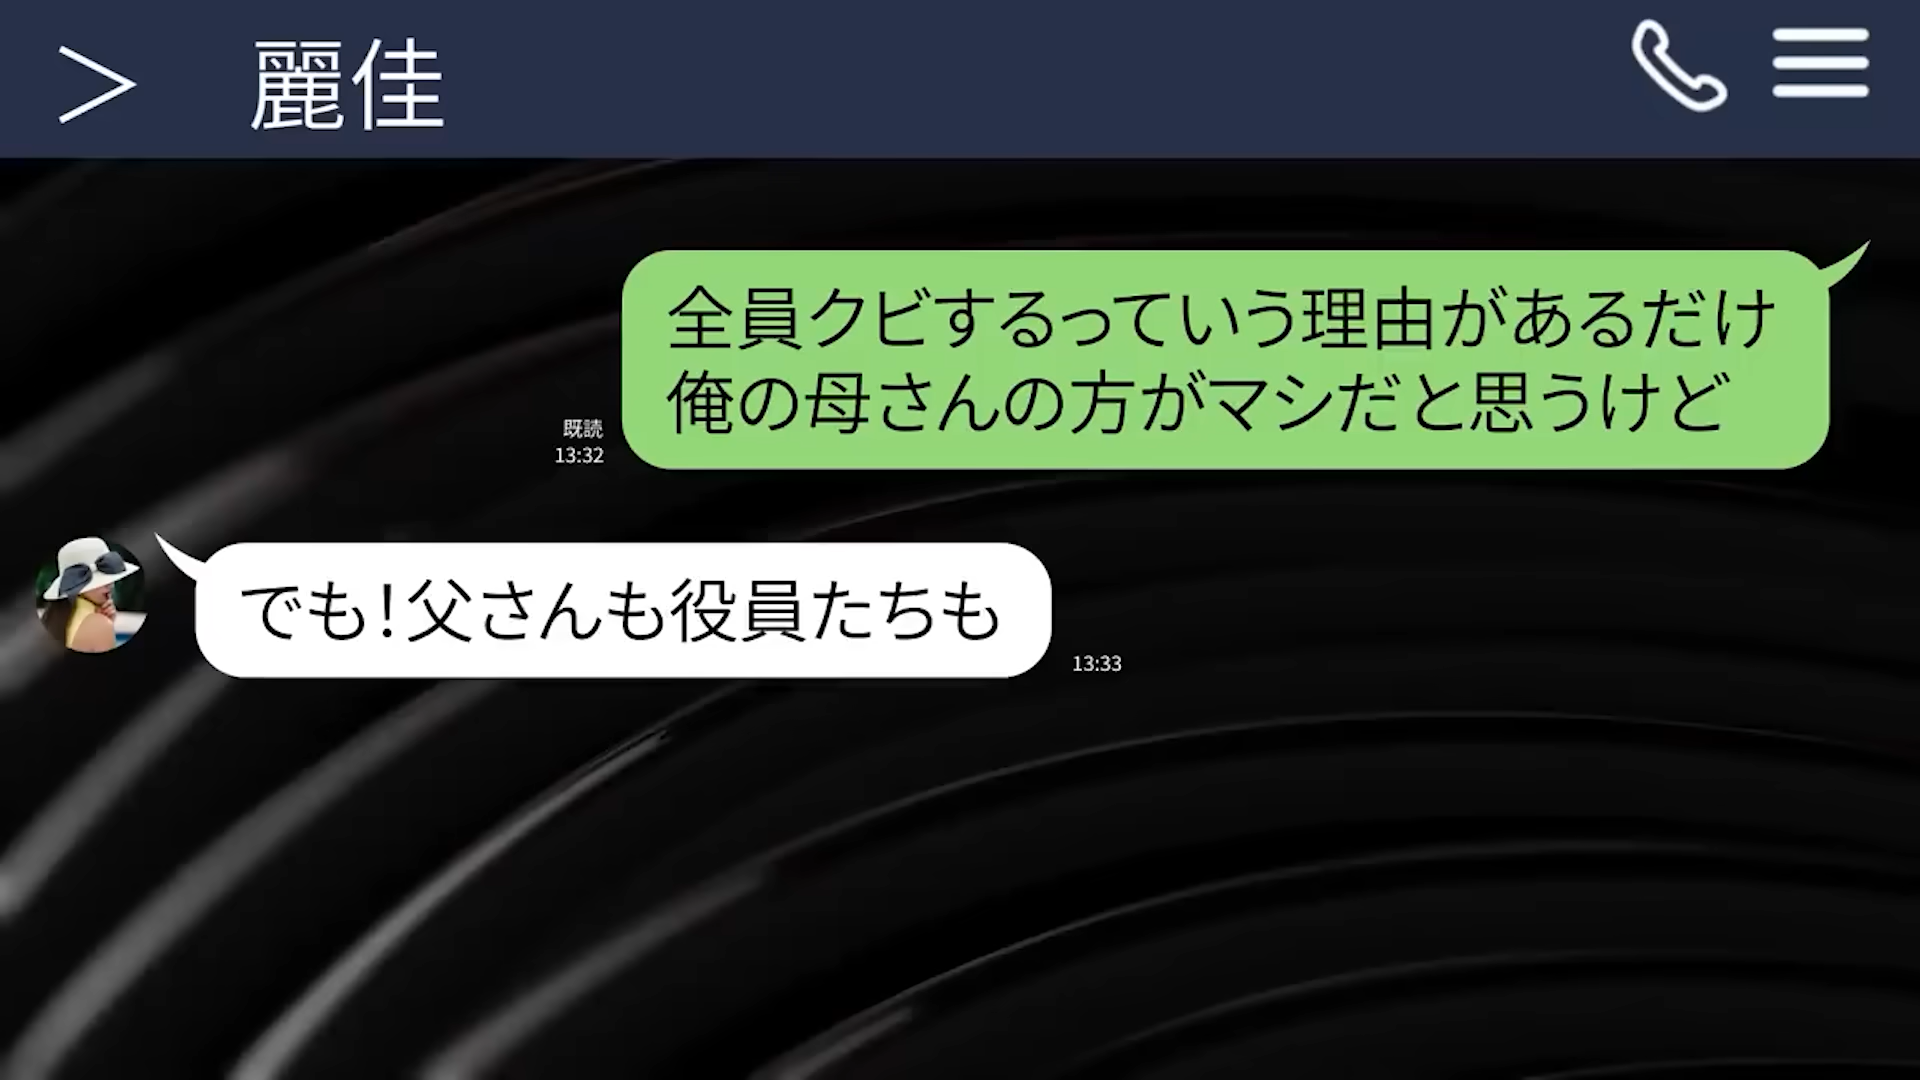 ＞ 麗佳
全員クビするっていう理由があるだけ
俺の母さんの方がマシだと思うけど
既読
13:32
でも！父さんも役員たちも
13:33